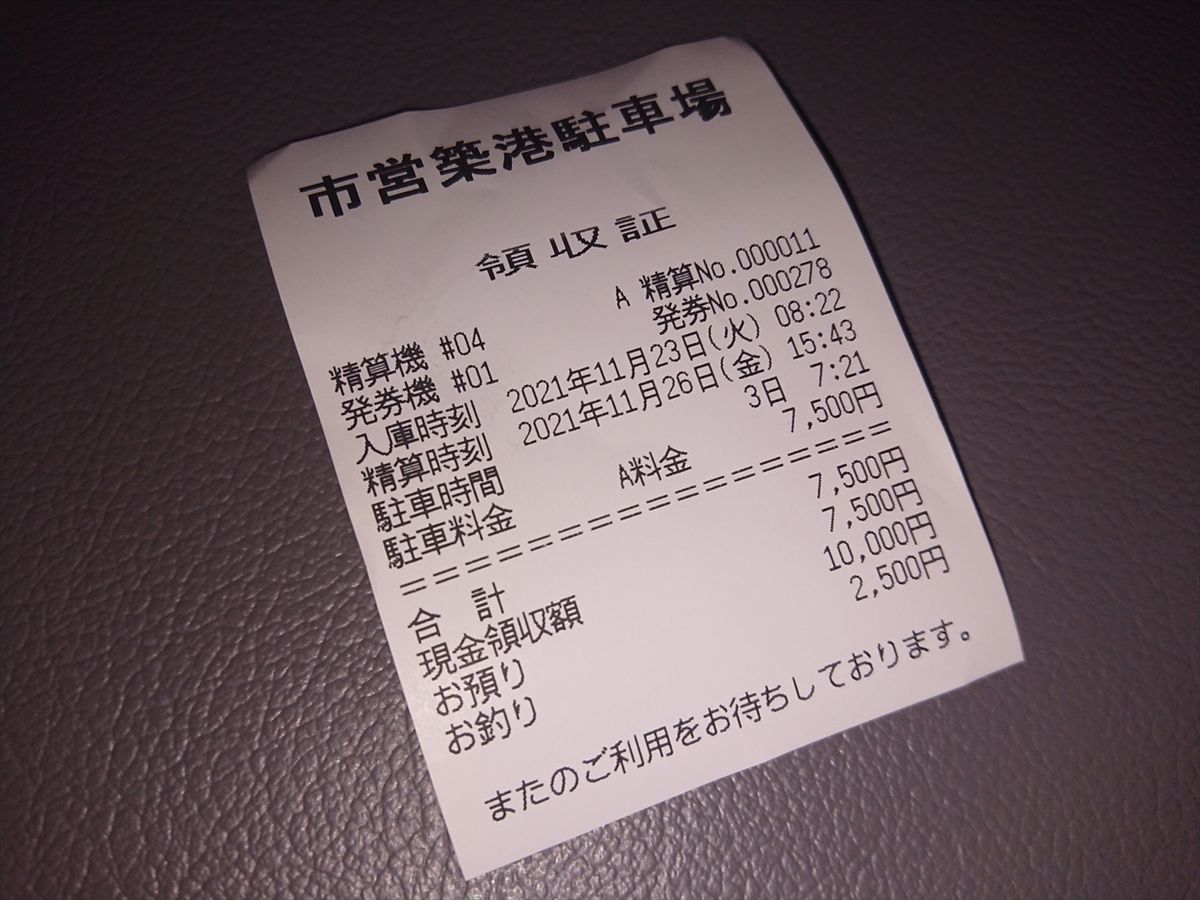 市営築港駐車場
領収証
A 精算No.000011
精算機 #04 発券No.000278
発券機 #01
入庫時刻 2021年11月23日(火) 08:22
精算時刻 2021年11月26日(金) 15:43
駐車時間 3日 7:21
駐車料金 A料金 7,500円
====================
合 計 7,500円
現金領収額 7,500円
お預り 10,000円
お釣り 2,500円
またのご利用をお待ちしております。